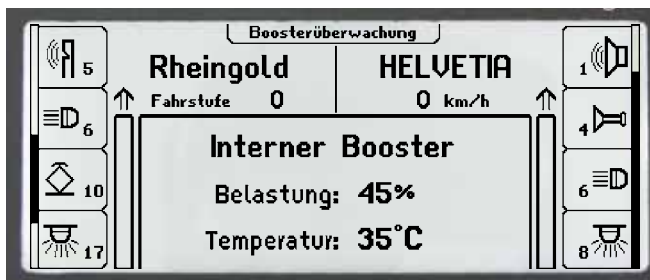 Boosterüberwachung
5
Rheingold
HELVETIA
1
Fahrstufe 0
0 km/h
6
4
Interner Booster
10
Belastung: 45%
6
17
Temperatur: 35°C
8